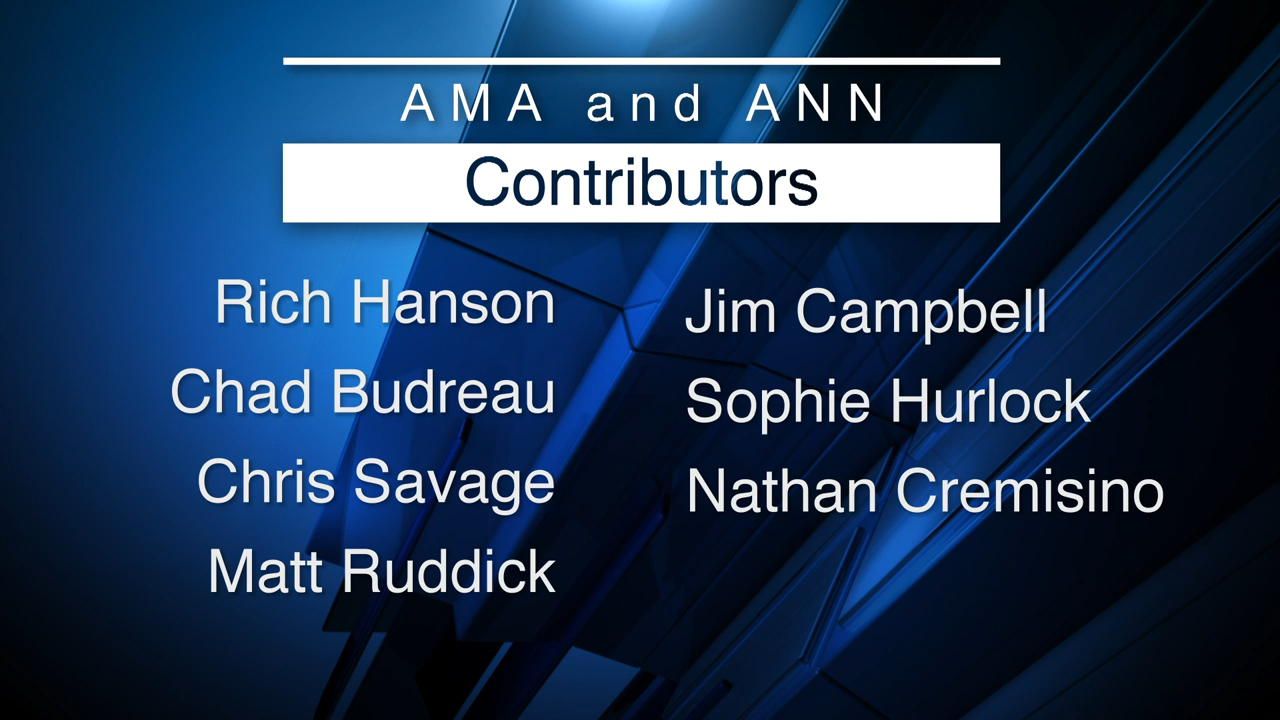 AMA and ANN
Contributors
Rich Hanson
Chad Budreau
Chris Savage
Matt Ruddick
Jim Campbell
Sophie Hurlock
Nathan Cremisino